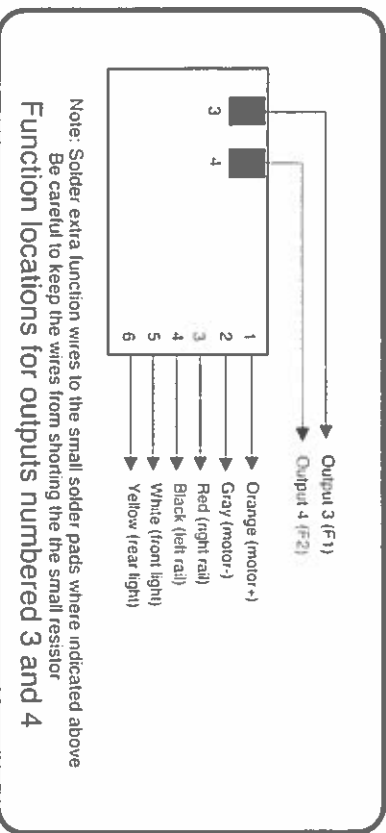 Output 3 (F1)
Output 4 (F2)
3
4
1
2
3
4
5
6
Orange (motor+)
Gray (motor-)
Red (right rail)
Black (left rail)
White (front light)
Yellow (rear light)
Note: Solder extra function wires to the small solder pads where indicated above
Be careful to keep the wires from shorting the the small resistor
Function locations for outputs numbered 3 and 4